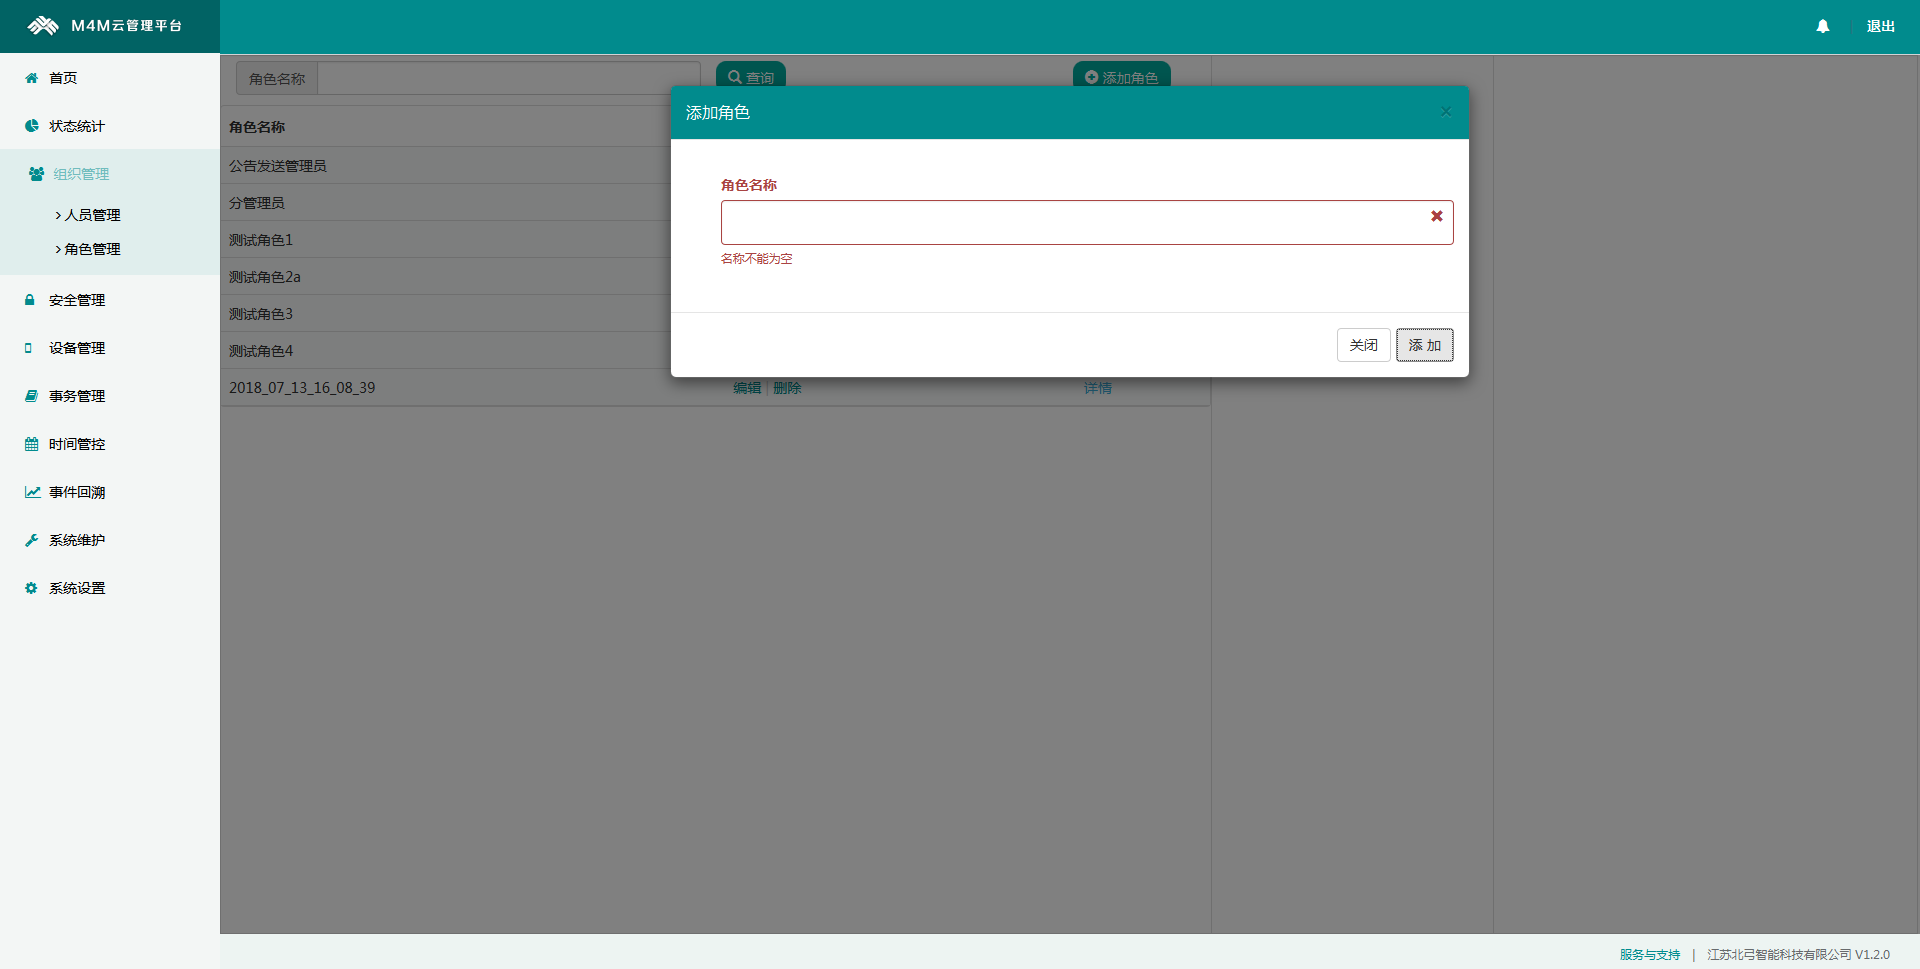 M4M云管理平台
退出
首页
状态统计
组织管理
人员管理
角色管理
安全管理
设备管理
事务管理
时间管控
事件回溯
系统维护
系统设置
角色名称
查询
添加角色
角色名称
公告发送管理员
分管理员
测试角色1
测试角色2a
测试角色3
测试角色4
2018_07_13_16_08_39
编辑 | 删除
详情
添加角色
×
角色名称
名称不能为空
关闭
添 加
服务与支持 | 江苏北弓智能科技有限公司 V1.2.0